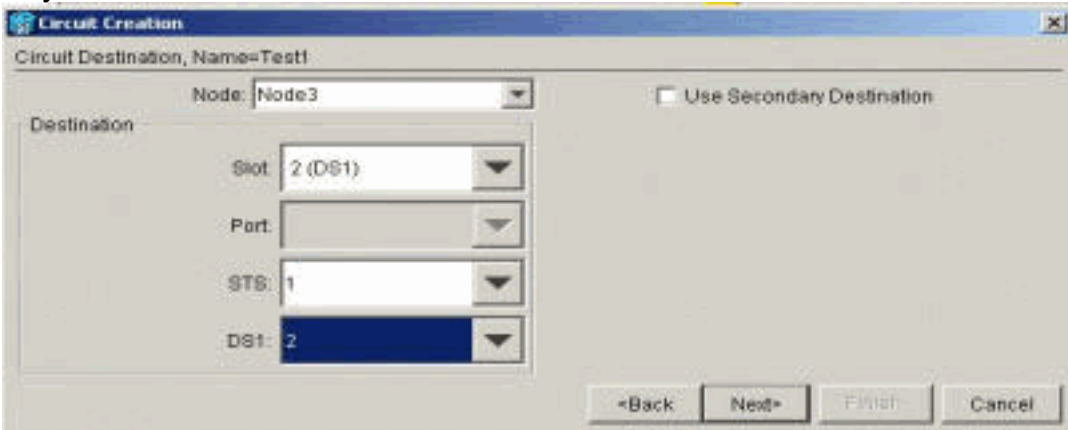 Circuit Creation
Circuit Destination, Name=Test1
Node: Node3
Use Secondary Destination
Destination
Slot: 2 (DS1)
Port:
STS: 1
DS1: 2
<Back Next> Finish Cancel